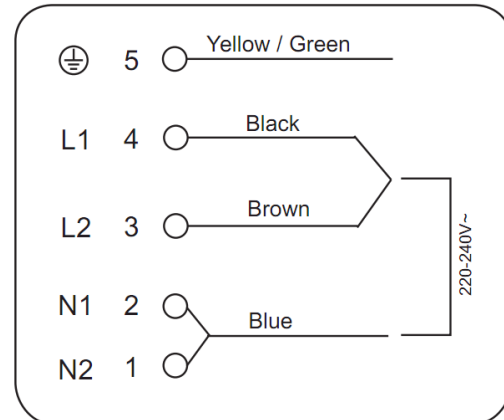 5 Yellow / Green
L1 4 Black
L2 3 Brown
220-240V~
N1 2
Blue
N2 1